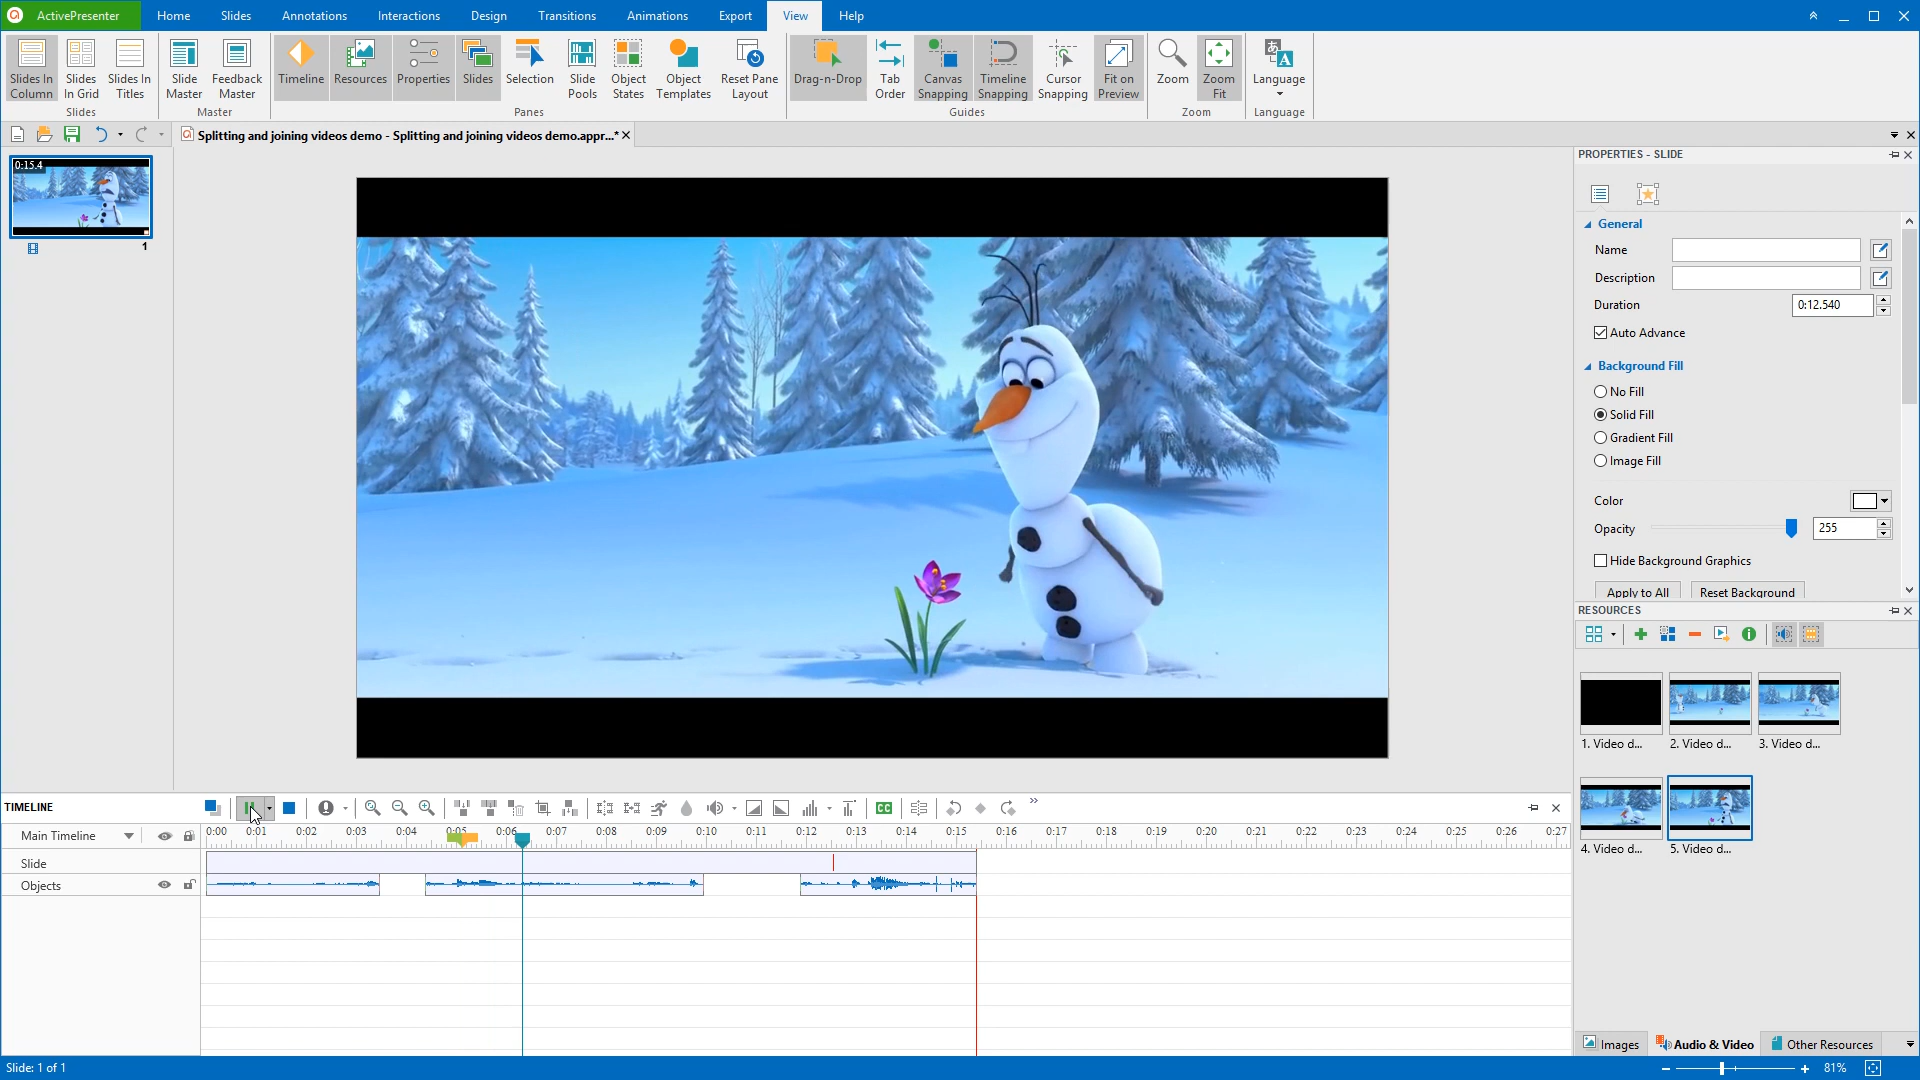 ActivePresenter
Home Slides Annotations Interactions Design Transitions Animations Export View Help
Slides In Column Slides In Grid Slides In Titles
Slides
Slide Master Feedback Master
Master
Timeline Resources Properties Slides Selection Slide Pools Object States Object Templates Reset Pane Layout
Panes
Drag-n-Drop Tab Order Canvas Snapping Timeline Snapping Cursor Snapping Fit on Preview
Guides
Zoom Zoom Fit
Zoom
Language
Language
Splitting and joining videos demo - Splitting and joining videos demo.appr...*
0:15.4
1
PROPERTIES - SLIDE
General
Name
Description
Duration 0:12.540
Auto Advance
Background Fill
No Fill
Solid Fill
Gradient Fill
Image Fill
Color
Opacity 255
Hide Background Graphics
Apply to All Reset Background
RESOURCES
1. Video d... 2. Video d... 3. Video d...
4. Video d... 5. Video d...
Images Audio & Video Other Resources
TIMELINE
CC
Main Timeline
0:00 0:01 0:02 0:03 0:04 0:05 0:06 0:07 0:08 0:09 0:10 0:11 0:12 0:13 0:14 0:15 0:16 0:17 0:18 0:19 0:20 0:21 0:22 0:23 0:24 0:25 0:26 0:27
Slide
Objects
Slide: 1 of 1
81%